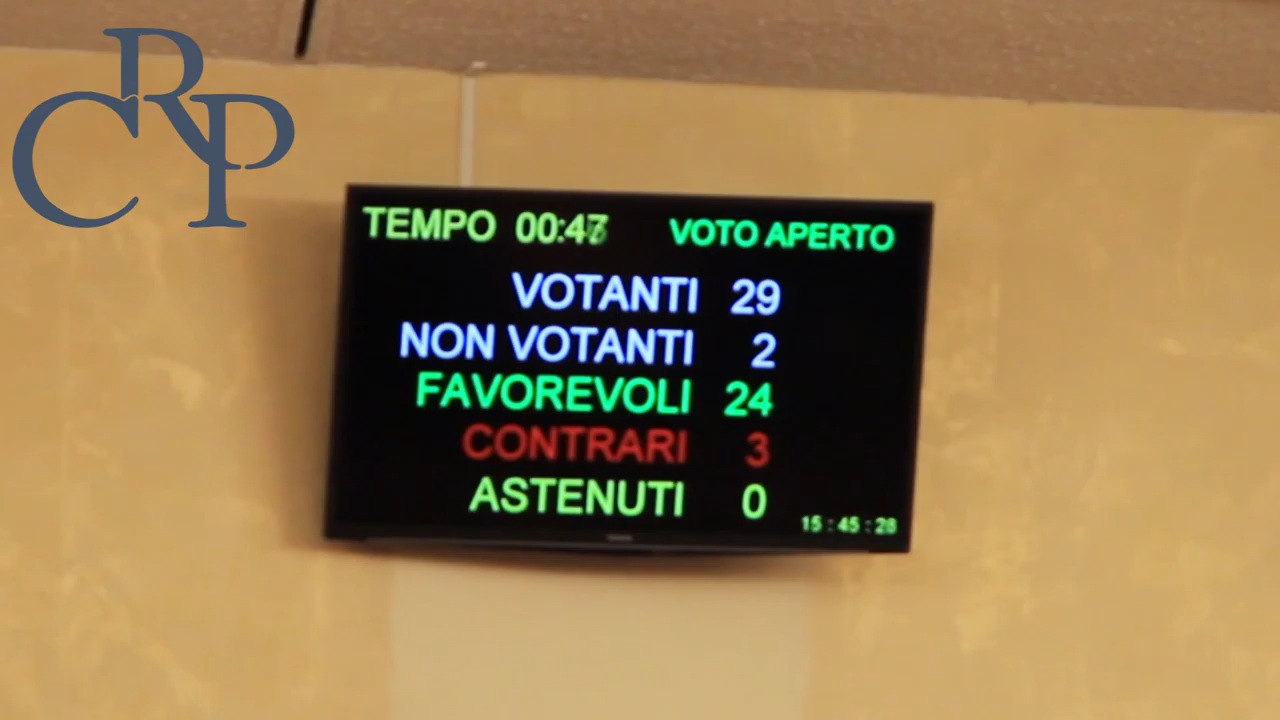 CRP
TEMPO 00:4
VOTO APERTO
VOTANTI 29
NON VOTANTI 2
FAVOREVOLI 24
CONTRARI 3
ASTENUTI 0
15:45:28